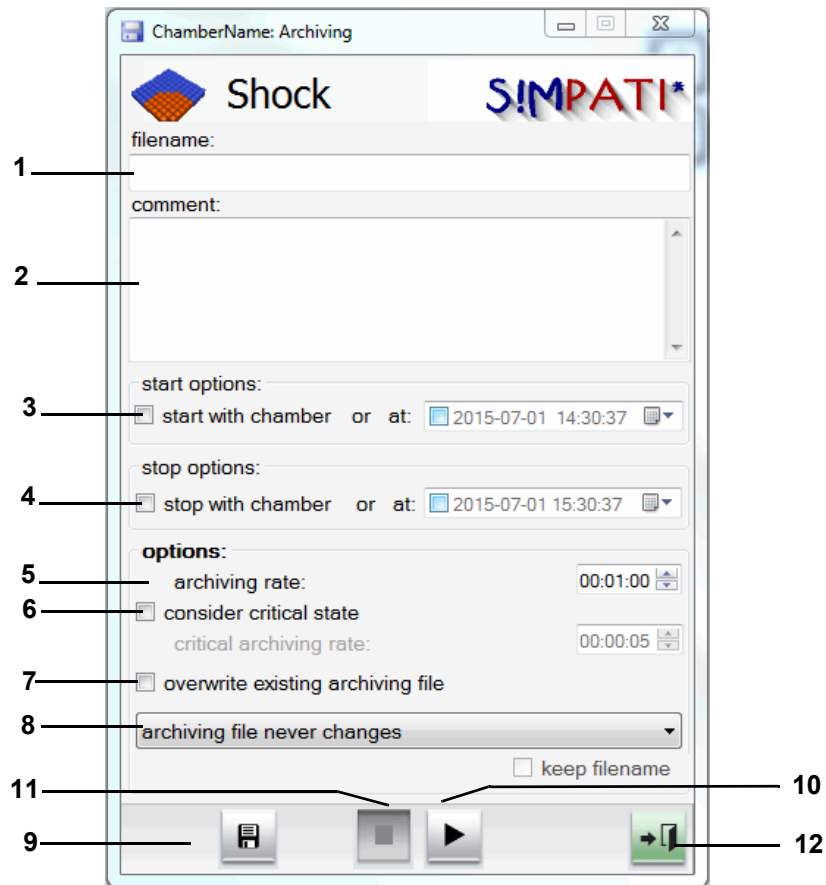 ChamberName: Archiving
Shock S!MPATI*
filename:
1
comment:
2
start options:
3 start with chamber or at: 2015-07-01 14:30:37
stop options:
4 stop with chamber or at: 2015-07-01 15:30:37
options:
5 archiving rate: 00:01:00
6 consider critical state
critical archiving rate: 00:00:05
7 overwrite existing archiving file
8 archiving file never changes
keep filename
11 10
9 12